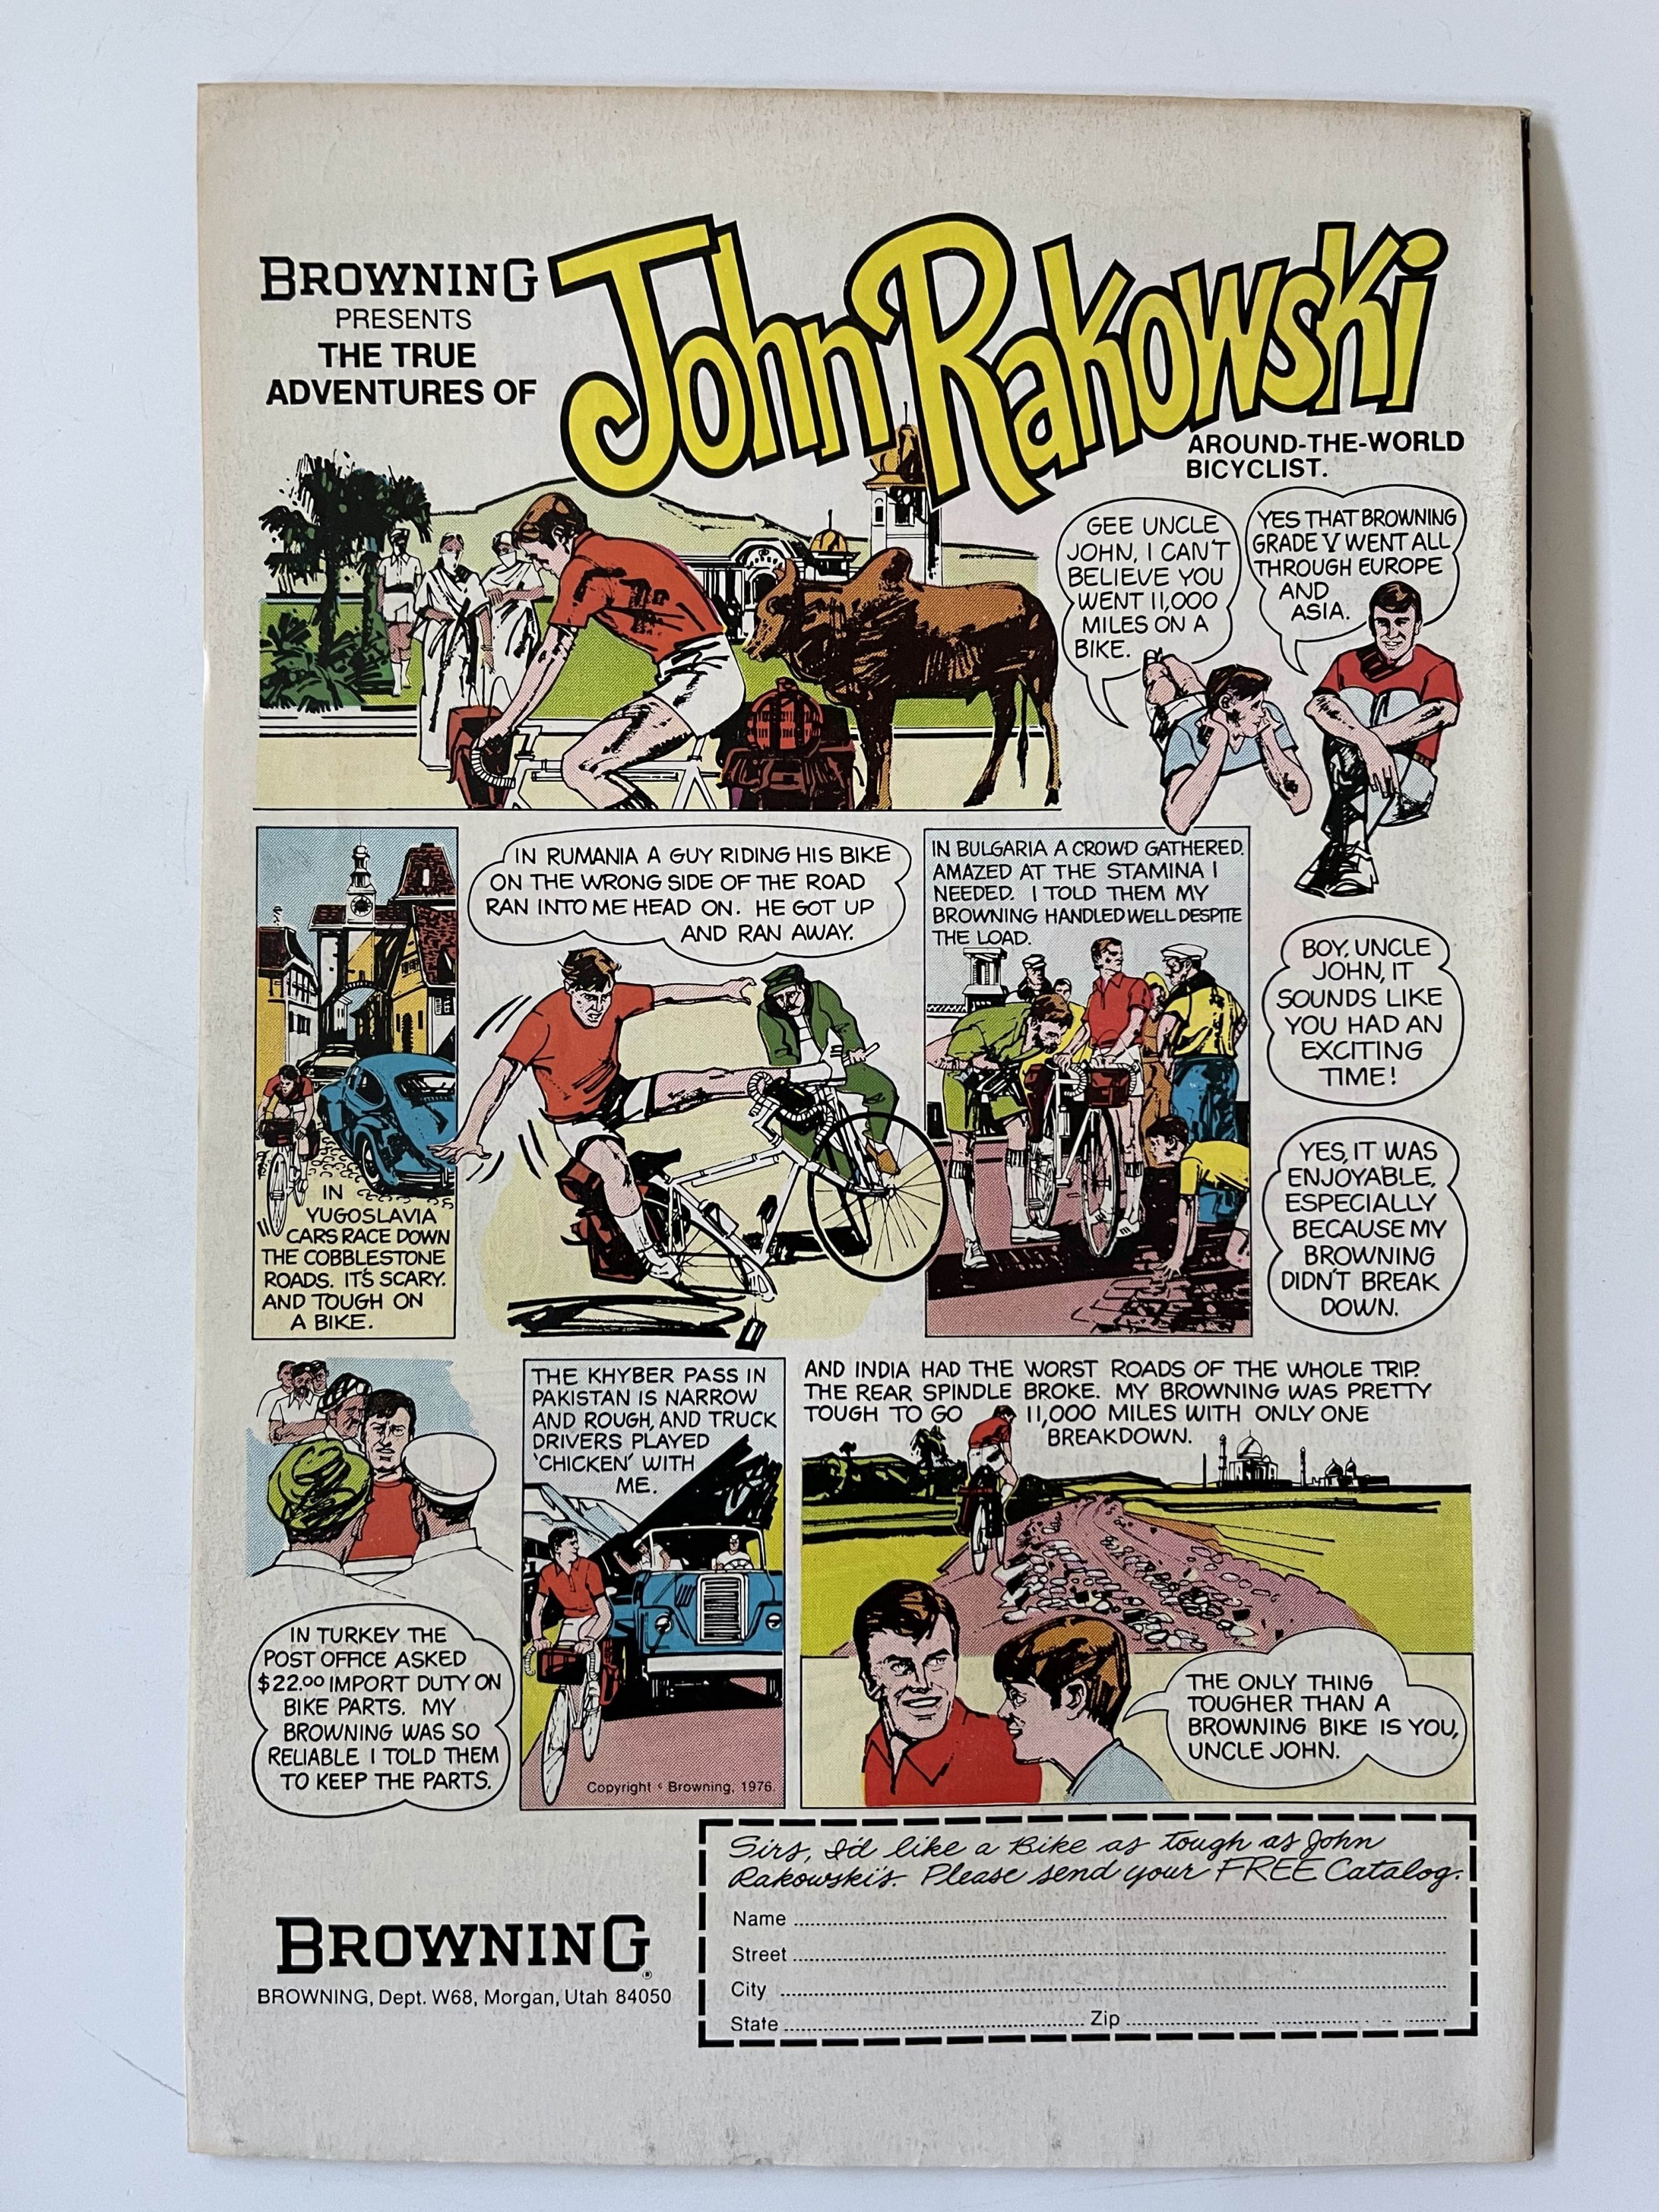 BROWNING
PRESENTS
THE TRUE
ADVENTURES OF
John Rakowski
AROUND-THE-WORLD
BICYCLIST.
GEE UNCLE
JOHN, I CAN'T
BELIEVE YOU
WENT 11,000
MILES ON A
BIKE.
YES THAT BROWNING
GRADE V WENT ALL
THROUGH EUROPE
AND
ASIA.
IN
YUGOSLAVIA
CARS RACE DOWN
THE COBBLESTONE
ROADS. IT'S SCARY.
AND TOUGH ON
A BIKE.
IN RUMANIA A GUY RIDING HIS BIKE
ON THE WRONG SIDE OF THE ROAD
RAN INTO ME HEAD ON. HE GOT UP
AND RAN AWAY.
IN BULGARIA A CROWD GATHERED.
AMAZED AT THE STAMINA I
NEEDED. I TOLD THEM MY
BROWNING HANDLED WELL DESPITE
THE LOAD.
BOY, UNCLE
JOHN, IT
SOUNDS LIKE
YOU HAD AN
EXCITING
TIME!
YES, IT WAS
ENJOYABLE,
ESPECIALLY
BECAUSE MY
BROWNING
DIDN'T BREAK
DOWN.
IN TURKEY THE
POST OFFICE ASKED
$22.00 IMPORT DUTY ON
BIKE PARTS. MY
BROWNING WAS SO
RELIABLE I TOLD THEM
TO KEEP THE PARTS.
THE KHYBER PASS IN
PAKISTAN IS NARROW
AND ROUGH, AND TRUCK
DRIVERS PLAYED
'CHICKEN' WITH
ME.
Copyright c Browning, 1976.
AND INDIA HAD THE WORST ROADS OF THE WHOLE TRIP.
THE REAR SPINDLE BROKE. MY BROWNING WAS PRETTY
TOUGH TO GO 11,000 MILES WITH ONLY ONE
BREAKDOWN.
THE ONLY THING
TOUGHER THAN A
BROWNING BIKE IS YOU,
UNCLE JOHN.
Sirs, I'd like a Bike as tough as John
Rakowski's. Please send your FREE Catalog.
Name
Street
City
State Zip
BROWNING®
BROWNING, Dept. W68, Morgan, Utah 84050